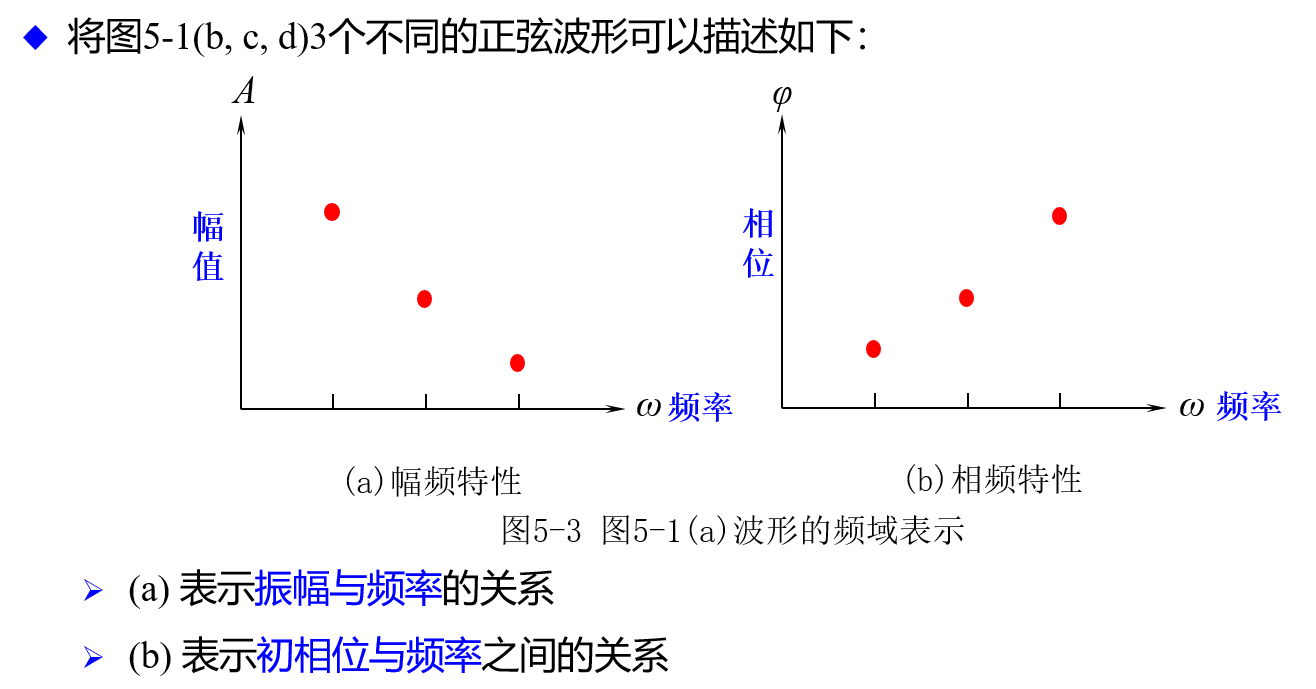 将图5-1(b, c, d)3个不同的正弦波形可以描述如下：
A
幅值
ω 频率
(a)幅频特性
φ
相位
ω 频率
(b)相频特性
图5-3 图5-1(a)波形的频域表示
(a) 表示振幅与频率的关系
(b) 表示初相位与频率之间的关系